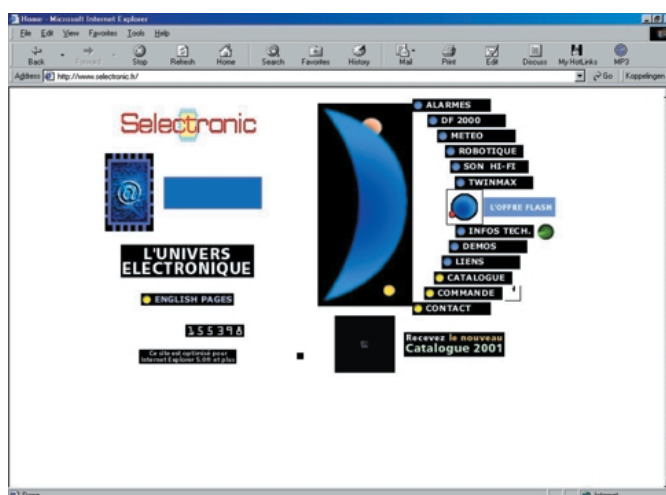 Home - Microsoft Internet Explorer
File Edit View Favorites Tools Help
Back Forward Stop Refresh Home Search Favorites History Mail Print Edit Discuss My HotLinks MP3
Address http://www.selectronic.fr/ Go Koppelingen
Selectronic
@
L'UNIVERS
ELECTRONIQUE
ENGLISH PAGES
155398
Ce site est optimisé pour
Internet Explorer 5.00 et plus
ALARMES
DF 2000
METEO
ROBOTIQUE
SON HI-FI
TWINMAX
L'OFFRE FLASH
INFOS TECH.
DEMOS
LIENS
CATALOGUE
COMMANDE
CONTACT
Recevez le nouveau
Catalogue 2001
Internet